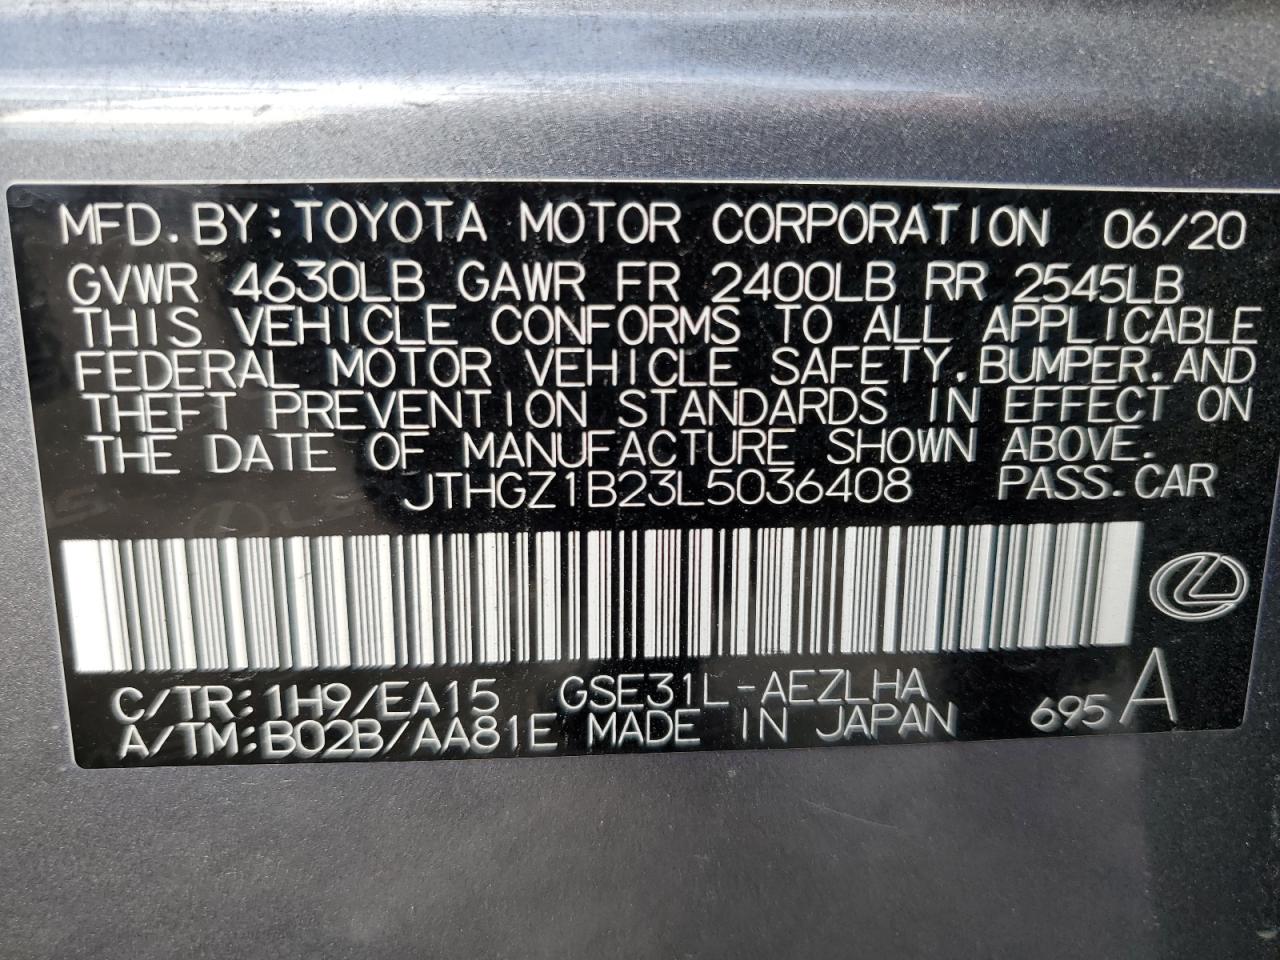 MFD. BY: TOYOTA MOTOR CORPORATION 06/20
GVWR 4630LB GAWR FR 2400LB RR 2545LB
THIS VEHICLE CONFORMS TO ALL APPLICABLE
FEDERAL MOTOR VEHICLE SAFETY, BUMPER, AND
THEFT PREVENTION STANDARDS IN EFFECT ON
THE DATE OF MANUFACTURE SHOWN ABOVE.
JTHGZ1B23L5036408 PASS. CAR
C/TR: 1H9/EA15 GSE31L-AEZLHA
A/TM: B02B/AA81E MADE IN JAPAN 695 A